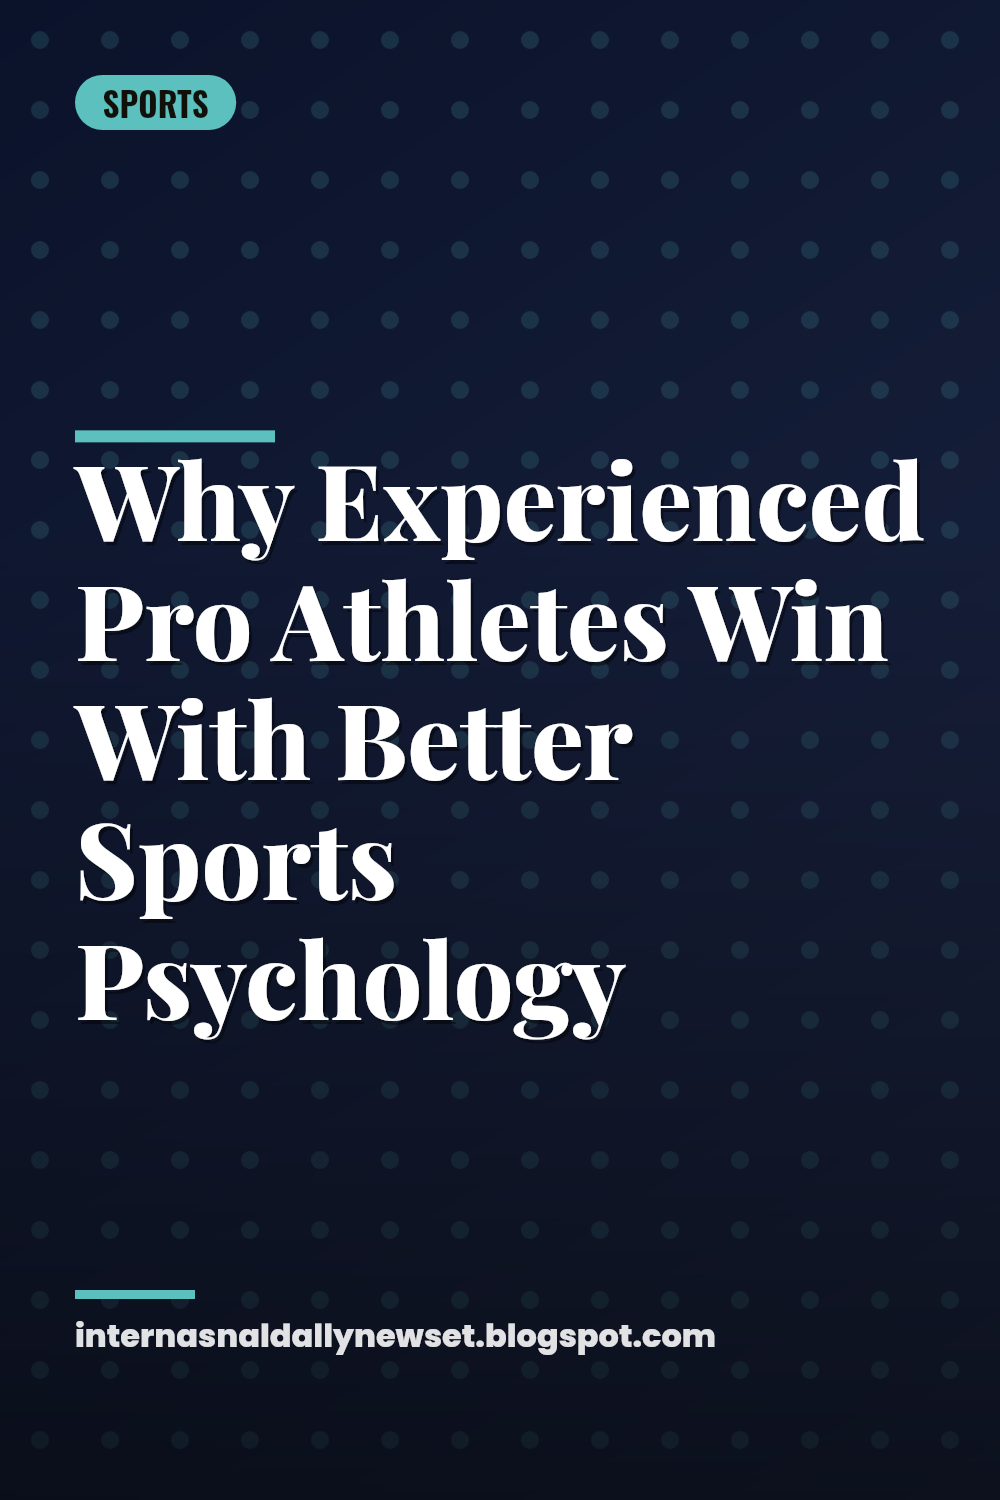 SPORTS
Why Experienced
Pro Athletes Win
With Better
Sports
Psychology
internasnaldallynewset.blogspot.com